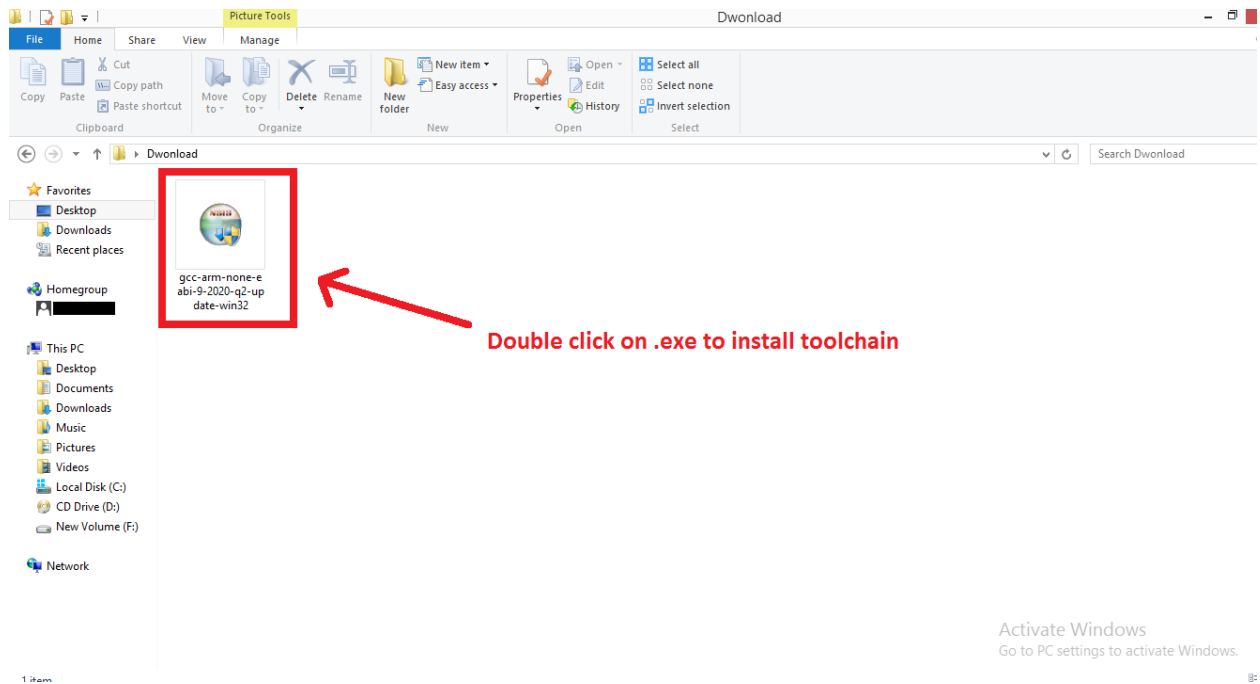 Picture Tools
Dwonload
File
Home
Share
View
Manage
Copy
Paste
Cut
Copy path
Paste shortcut
Clipboard
Move to
Copy to
Delete
Rename
Organize
New folder
New item
Easy access
New
Properties
Open
Edit
History
Open
Select all
Select none
Invert selection
Select
Dwonload
Search Dwonload
Favorites
Desktop
Downloads
Recent places
Homegroup
This PC
Desktop
Documents
Downloads
Music
Pictures
Videos
Local Disk (C:)
CD Drive (D:)
New Volume (F:)
Network
NSIS
gcc-arm-none-e
abi-9-2020-q2-up
date-win32
Double click on .exe to install toolchain
Activate Windows
Go to PC settings to activate Windows.
1 item